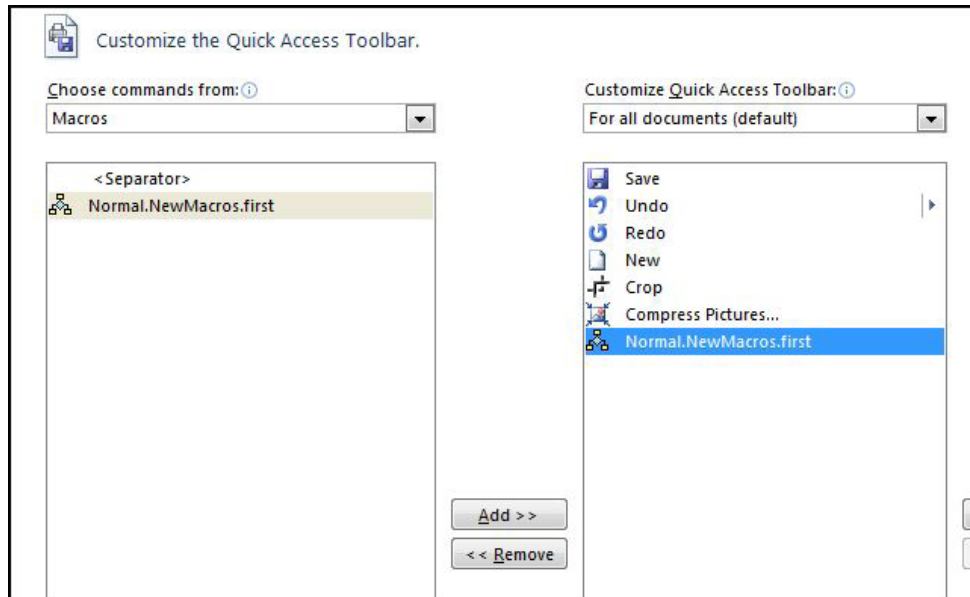 Customize the Quick Access Toolbar.
Choose commands from:
Macros
<Separator>
Normal.NewMacros.first
Customize Quick Access Toolbar:
For all documents (default)
Save
Undo
Redo
New
Crop
Compress Pictures...
Normal.NewMacros.first
Add >>
<< Remove